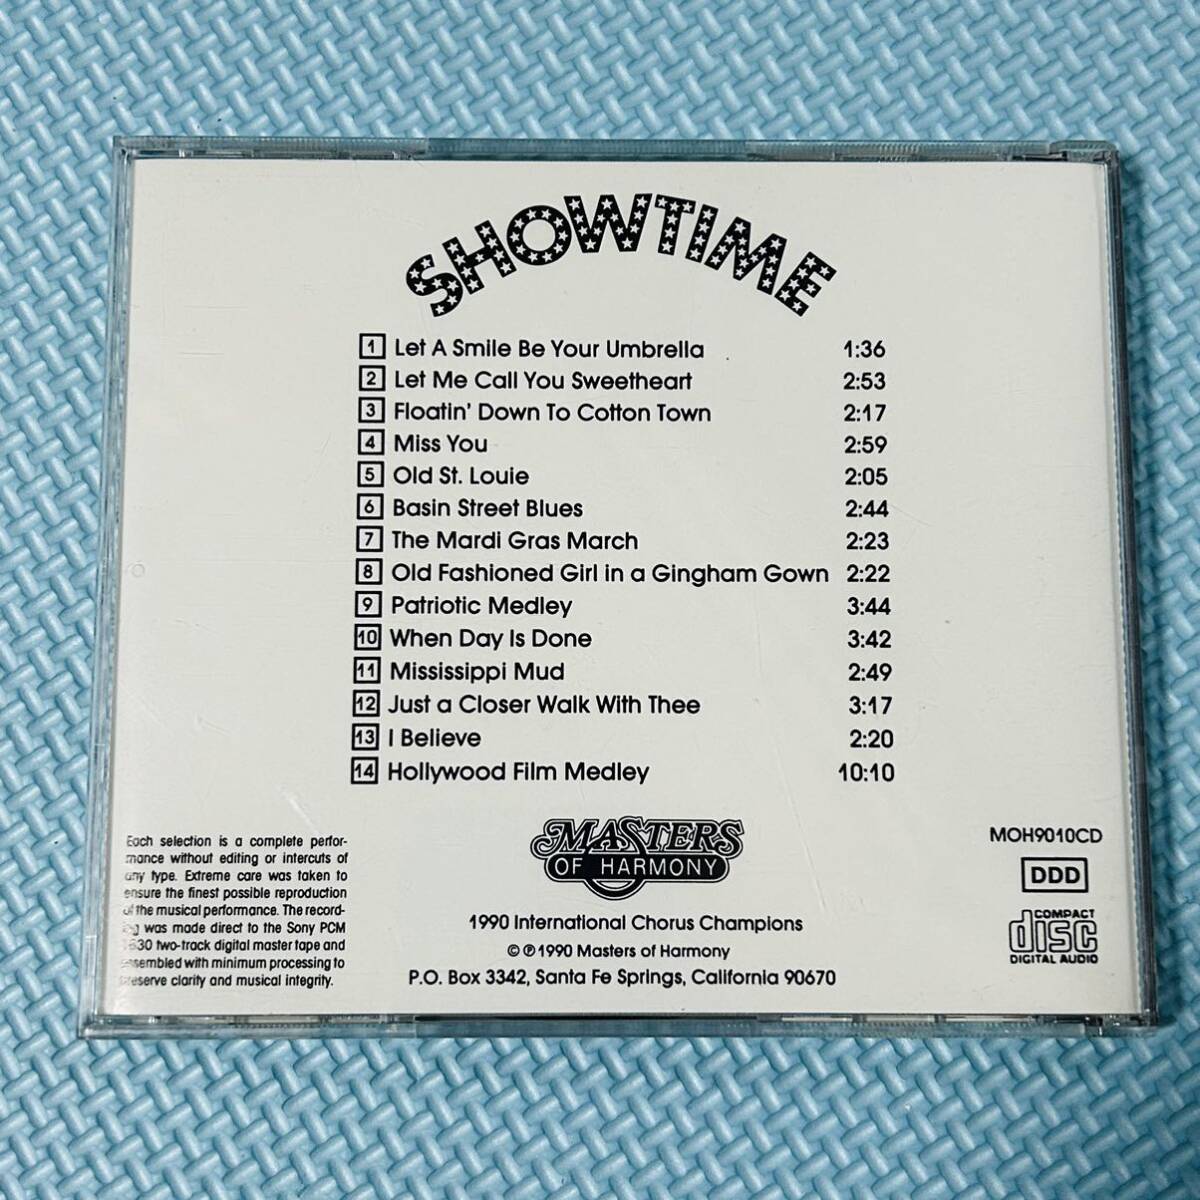 SHOWTIME
1 Let A Smile Be Your Umbrella 1:36
2 Let Me Call You Sweetheart 2:53
3 Floatin' Down To Cotton Town 2:17
4 Miss You 2:59
5 Old St. Louie 2:05
6 Basin Street Blues 2:44
7 The Mardi Gras March 2:23
8 Old Fashioned Girl in a Gingham Gown 2:22
9 Patriotic Medley 3:44
10 When Day Is Done 3:42
11 Mississippi Mud 2:49
12 Just a Closer Walk With Thee 3:17
13 I Believe 2:20
14 Hollywood Film Medley 10:10
Each selection is a complete perfor-
mance without editing or intercuts of
any type. Extreme care was taken to
ensure the finest possible reproduction
of the musical performance. The record-
ing was made direct to the Sony PCM
1630 two-track digital master tape and
assembled with minimum processing to
preserve clarity and musical integrity.
MASTERS
OF HARMONY
1990 International Chorus Champions
© ℗ 1990 Masters of Harmony
P.O. Box 3342, Santa Fe Springs, California 90670
MOH9010CD
DDD
COMPACT
disc
DIGITAL AUDIO